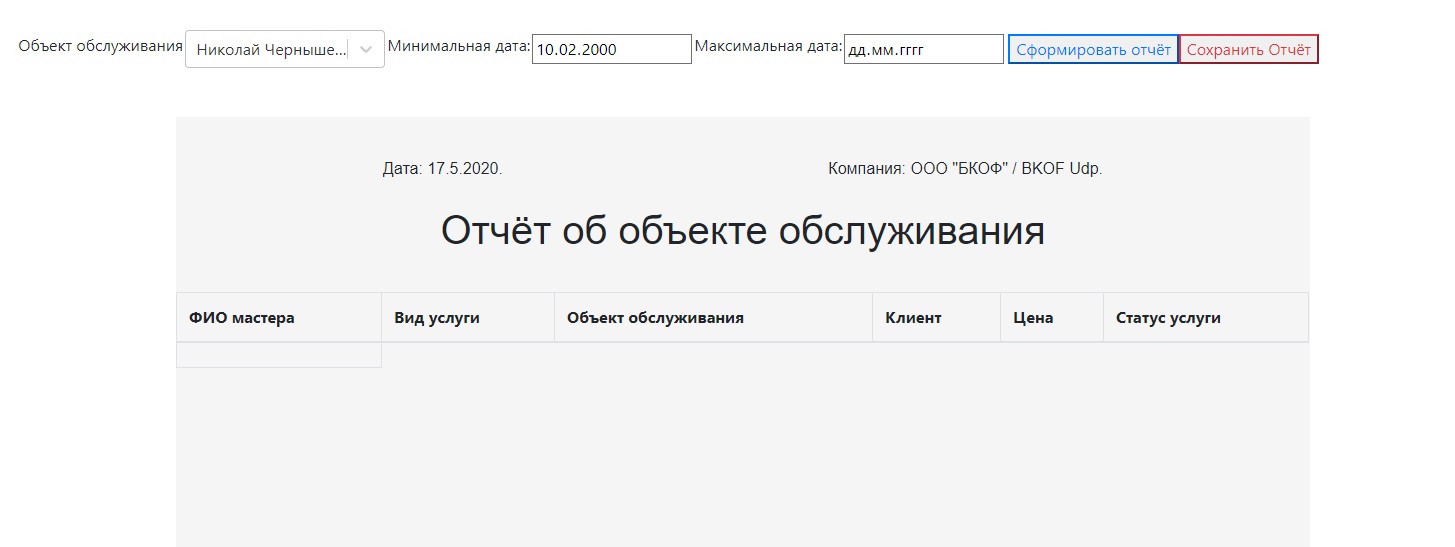 Объект обслуживания Николай Черныше... Минимальная дата: 10.02.2000 Максимальная дата: дд.мм.гггг Сформировать отчёт Сохранить Отчёт
Дата: 17.5.2020. Компания: ООО "БКОФ" / BKOF Udp.
Отчёт об объекте обслуживания
ФИО мастера Вид услуги Объект обслуживания Клиент Цена Статус услуги